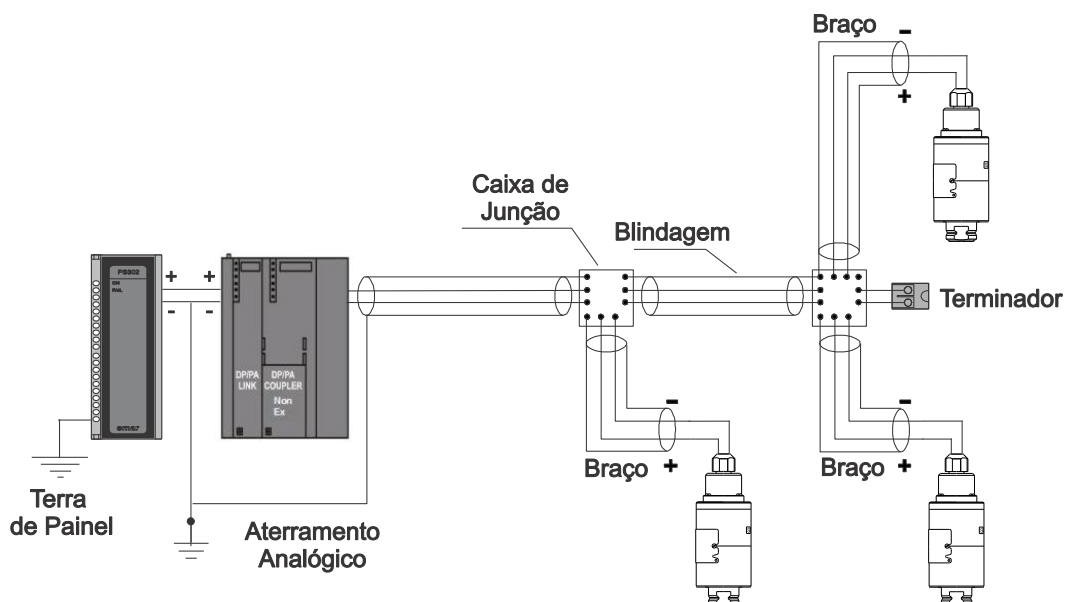 Braço
-
+
Caixa de
Junção
Blindagem
Terminador
PS302
ON
FAIL
+ +
- -
DP/PA
LINK
DP/PA
COUPLER
Non
Ex
smar
Terra
de Painel
Aterramento
Analógico
-
Braço +
-
Braço +